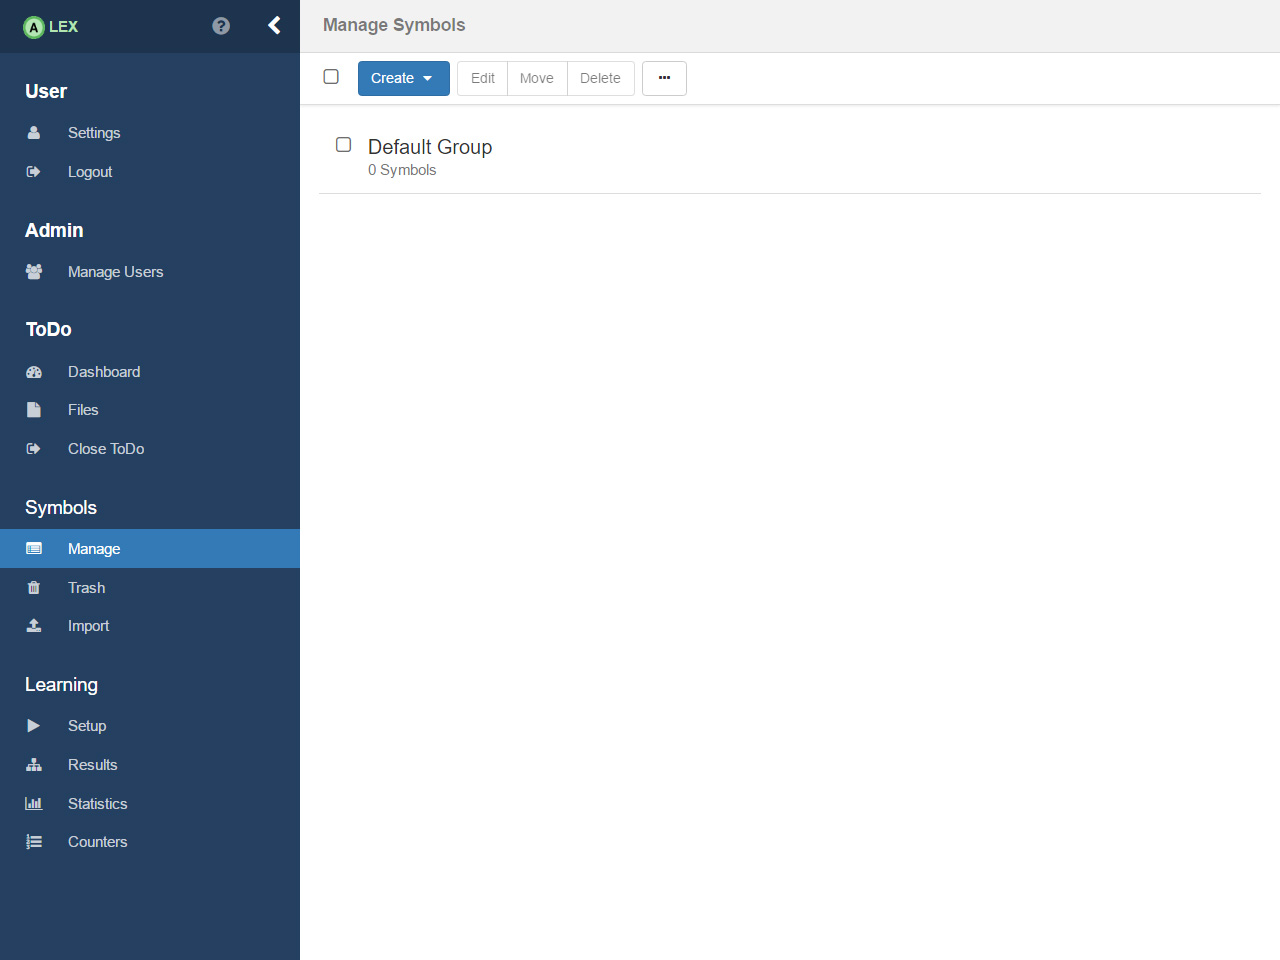 A LEX
Manage Symbols
Create
Edit
Move
Delete
User
Settings
Logout
Admin
Manage Users
ToDo
Dashboard
Files
Close ToDo
Symbols
Manage
Trash
Import
Learning
Setup
Results
Statistics
Counters
Default Group
0 Symbols